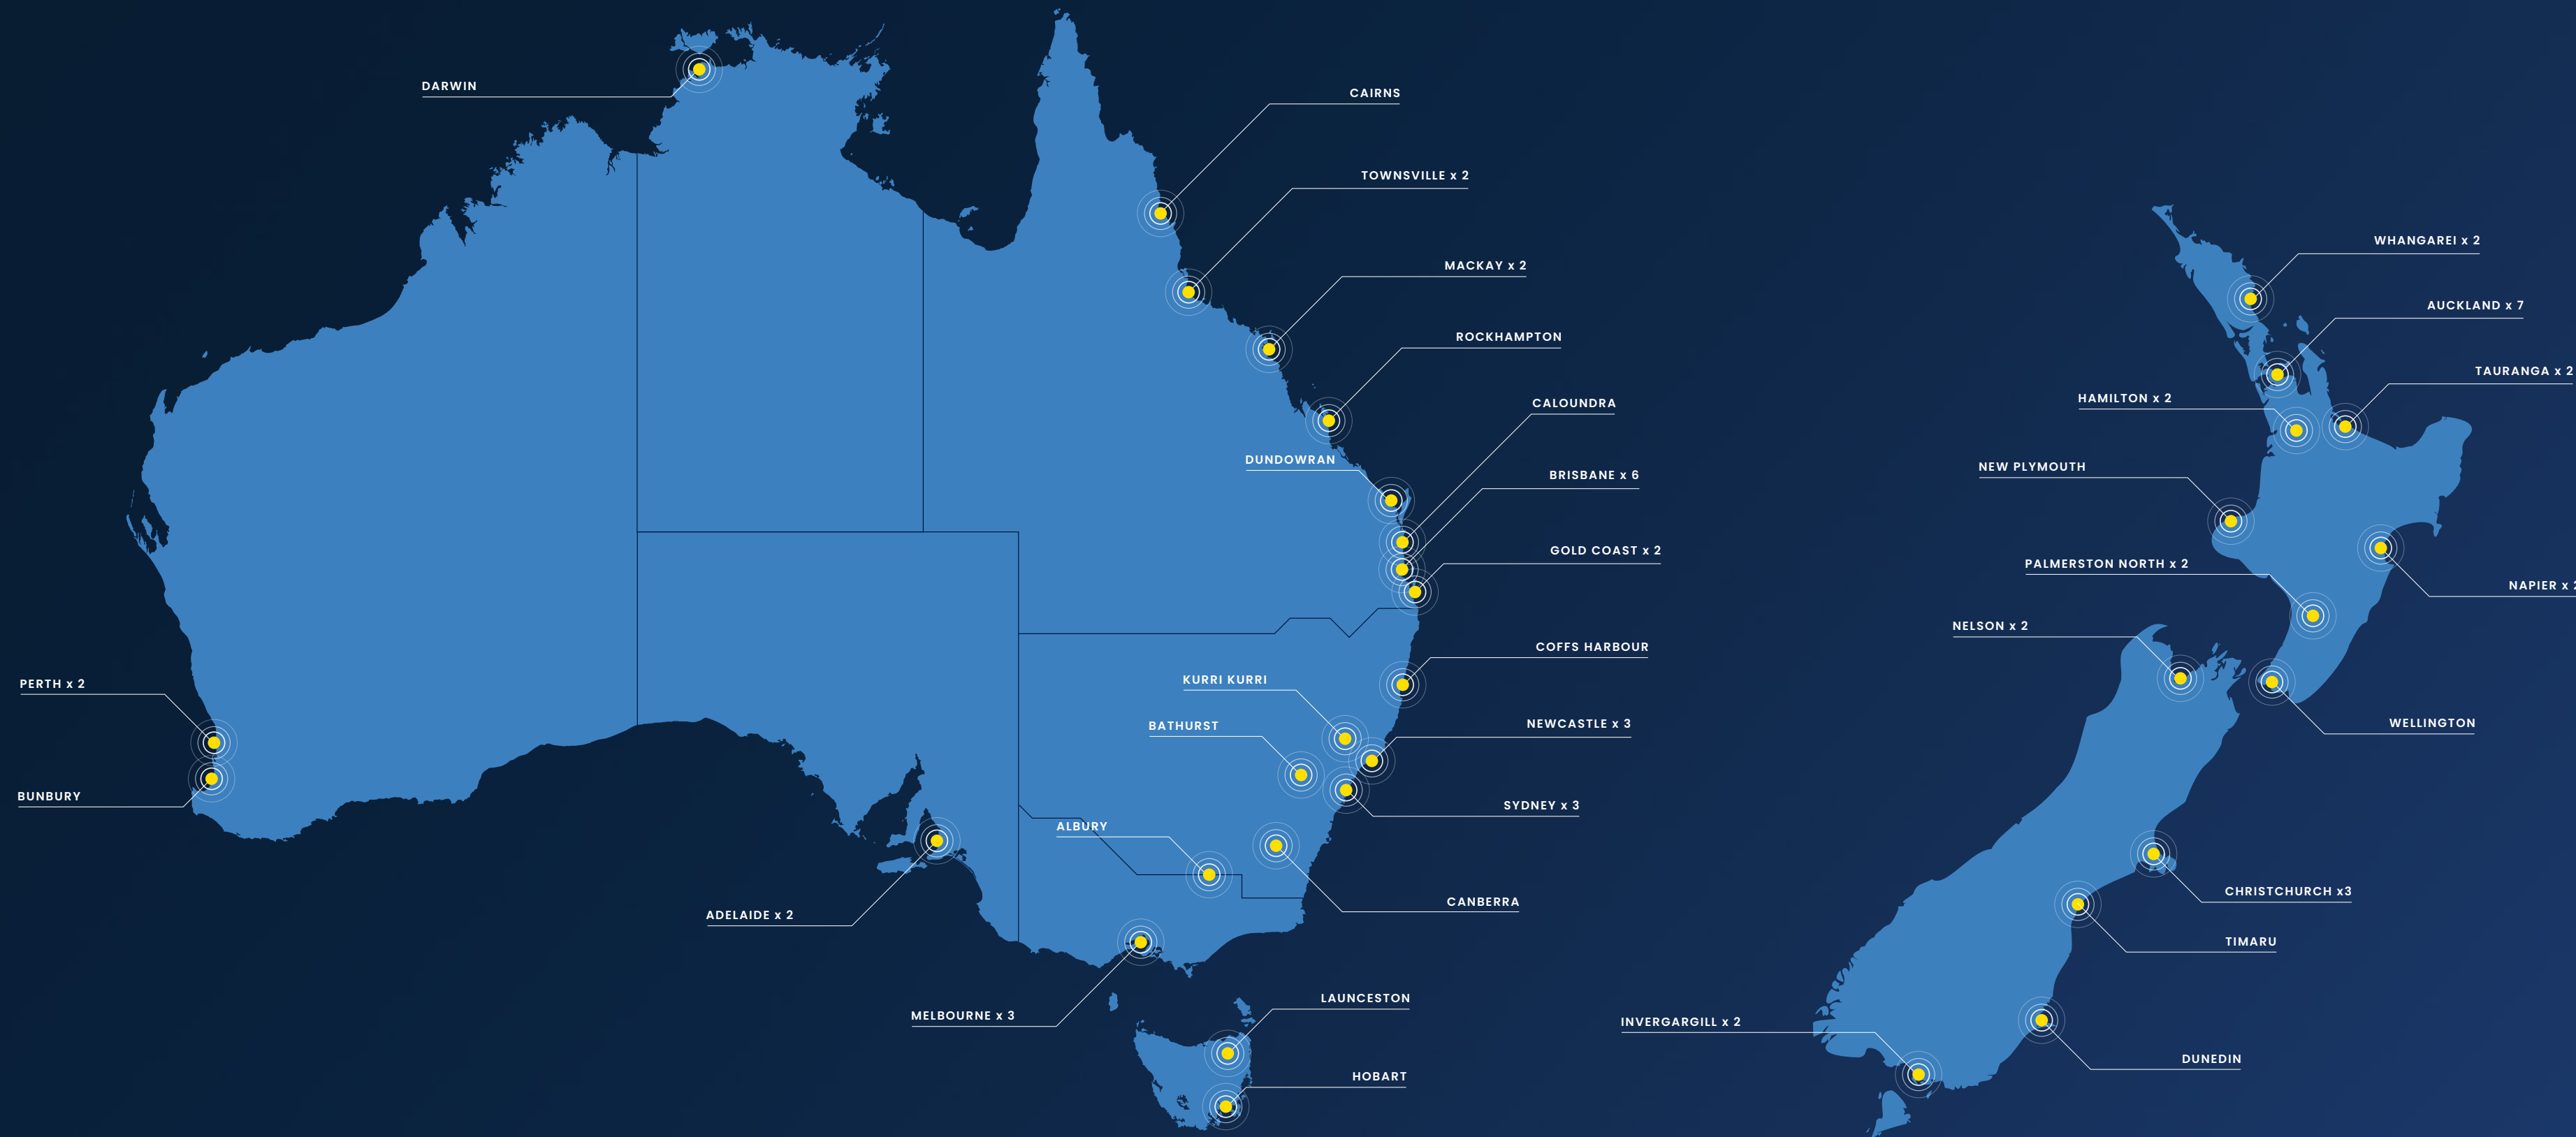 DARWIN
CAIRNS
TOWNSVILLE x 2
MACKAY x 2
ROCKHAMPTON
CALOUNDRA
DUNDOWRAN
BRISBANE x 6
GOLD COAST x 2
COFFS HARBOUR
KURRI KURRI
PERTH x 2
BATHURST
NEWCASTLE x 3
BUNBURY
SYDNEY x 3
ALBURY
CANBERRA
ADELAIDE x 2
MELBOURNE x 3
LAUNCESTON
HOBART
WHANGAREI x 2
AUCKLAND x 7
TAURANGA x 2
HAMILTON x 2
NEW PLYMOUTH
PALMERSTON NORTH x 2
NAPIER x 2
NELSON x 2
WELLINGTON
CHRISTCHURCH x3
TIMARU
INVERGARGILL x 2
DUNEDIN